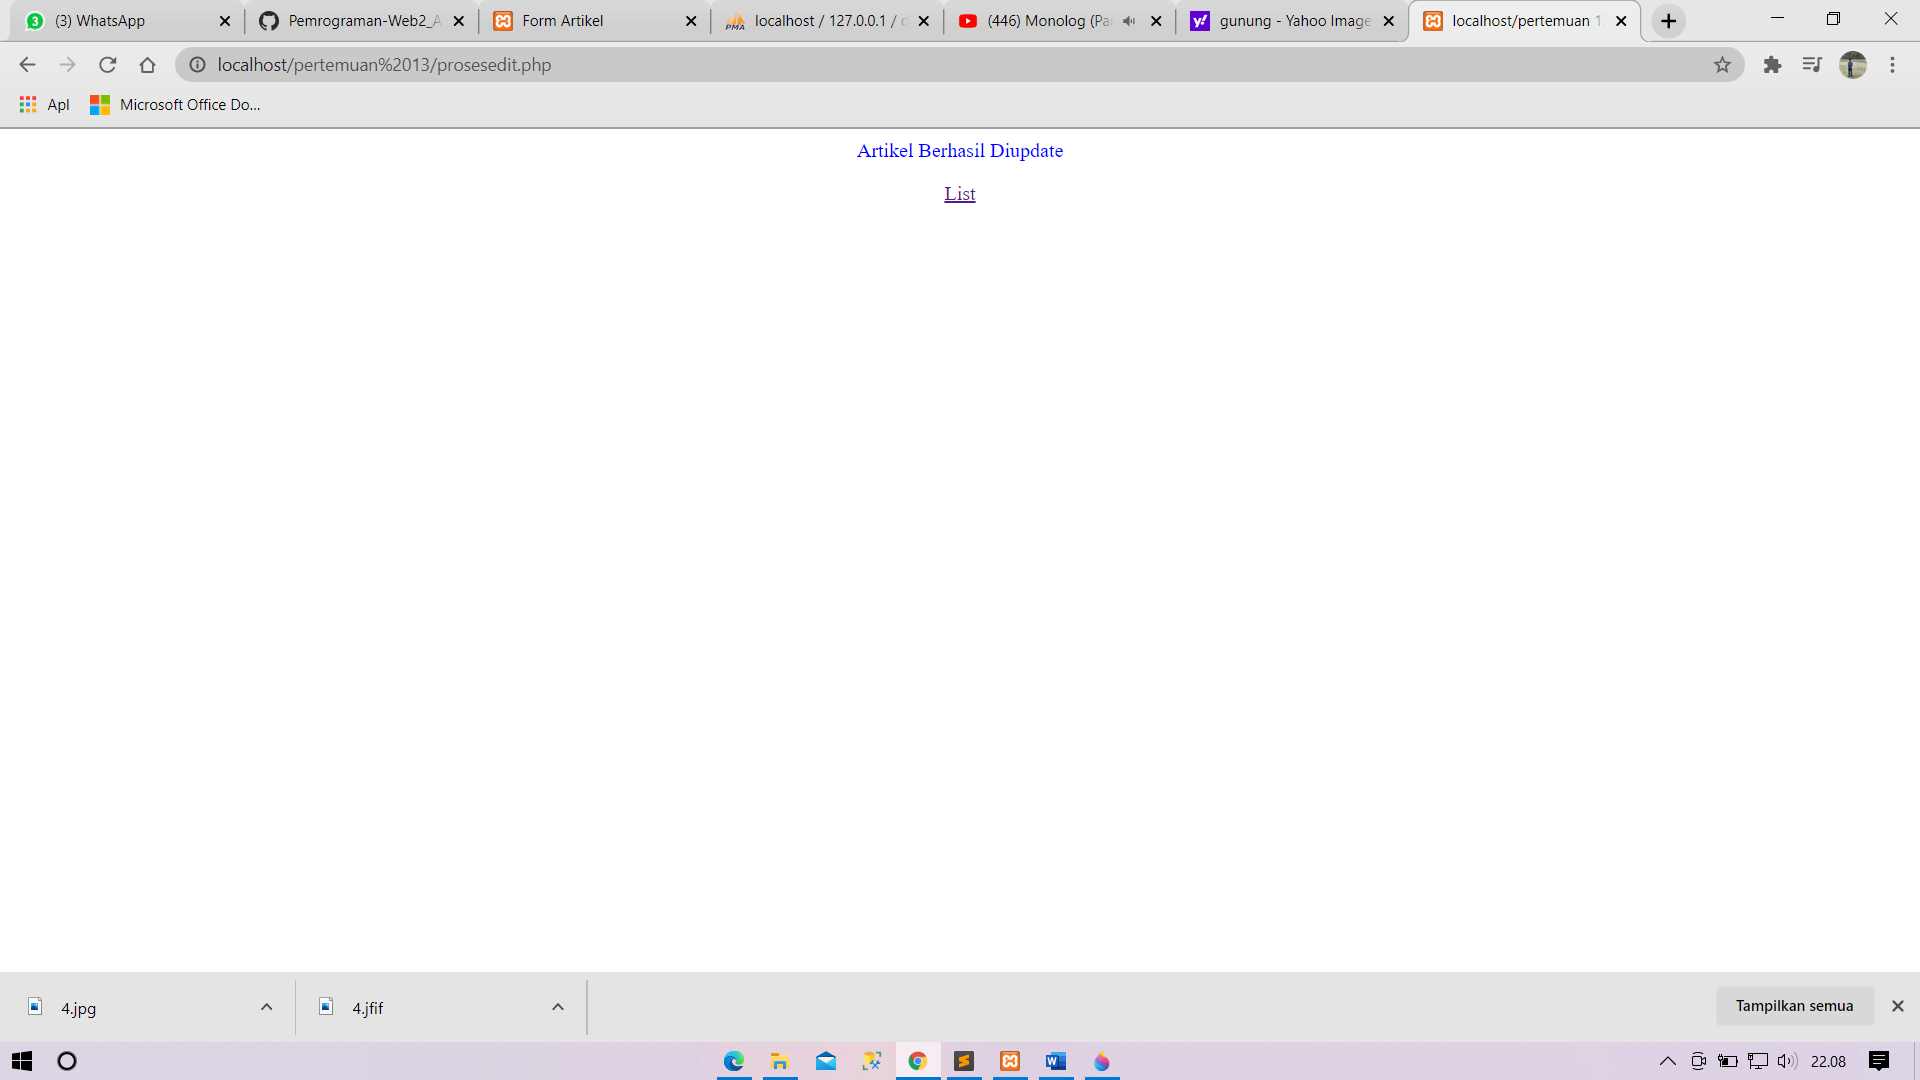 3
(3) WhatsApp
Pemrograman-Web2_A
Form Artikel
PMA
localhost / 127.0.0.1 / d
(446) Monolog (Pa
y!
gunung - Yahoo Image
localhost/pertemuan 1
localhost/pertemuan%2013/prosesedit.php
Apl
Microsoft Office Do...
Artikel Berhasil Diupdate
List
4.jpg
4.jfif
Tampilkan semua
22.08